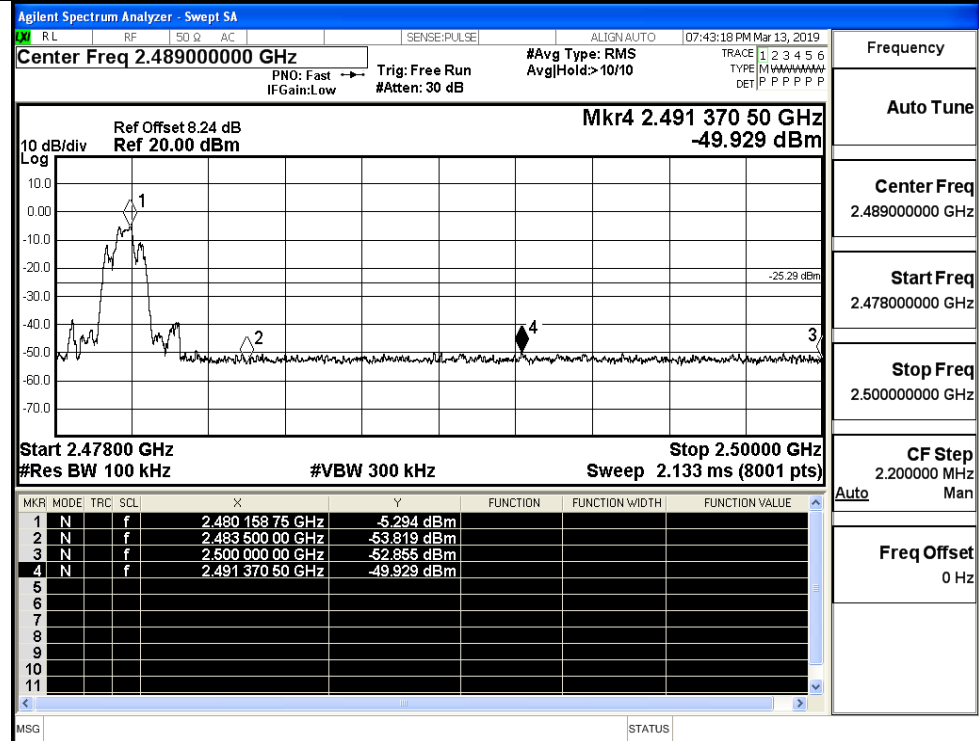 Agilent Spectrum Analyzer - Swept SA
LXI RL RF 50 Ω AC SENSE:PULSE ALIGN AUTO 07:43:18 PM Mar 13, 2019
Center Freq 2.489000000 GHz
PNO: Fast
IFGain:Low
Trig: Free Run
#Atten: 30 dB
#Avg Type: RMS
Avg|Hold:>10/10
TRACE 1 2 3 4 5 6
TYPE M W W W W W
DET P P P P P P
Ref Offset 8.24 dB
10 dB/div Ref 20.00 dBm
Log
Mkr4 2.491 370 50 GHz
-49.929 dBm
10.0
0.00
-10.0
-20.0
-30.0
-40.0
-50.0
-60.0
-70.0
1
2
4
3
-25.29 dBm
Start 2.47800 GHz Stop 2.50000 GHz
#Res BW 100 kHz #VBW 300 kHz Sweep 2.133 ms (8001 pts)
MKR MODE TRC SCL X Y FUNCTION FUNCTION WIDTH FUNCTION VALUE
1 N f 2.480 158 75 GHz -5.294 dBm
2 N f 2.483 500 00 GHz -53.819 dBm
3 N f 2.500 000 00 GHz -52.855 dBm
4 N f 2.491 370 50 GHz -49.929 dBm
5
6
7
8
9
10
11
MSG STATUS
Frequency
Auto Tune
Center Freq
2.489000000 GHz
Start Freq
2.478000000 GHz
Stop Freq
2.500000000 GHz
CF Step
2.200000 MHz
Auto Man
Freq Offset
0 Hz